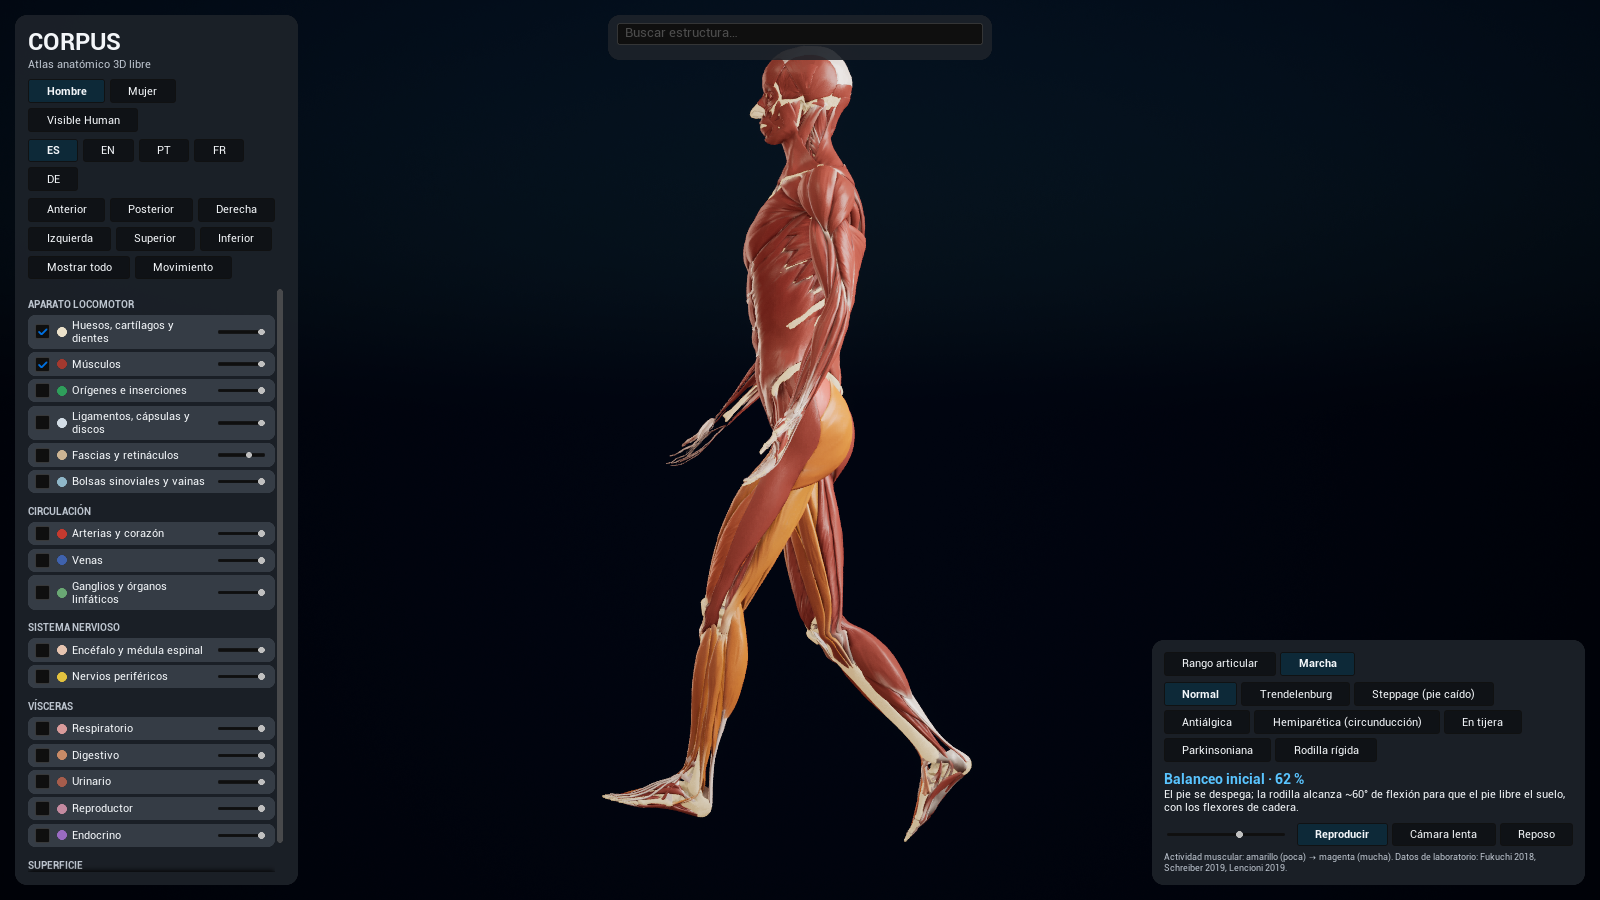 CORPUS
Atlas anatómico 3D libre
Hombre
Mujer
Visible Human
ES
EN
PT
FR
DE
Anterior
Posterior
Derecha
Izquierda
Superior
Inferior
Mostrar todo
Movimiento
APARATO LOCOMOTOR
Huesos, cartílagos y
dientes
Músculos
Orígenes e inserciones
Ligamentos, cápsulas y
discos
Fascias y retináculos
Bolsas sinoviales y vainas
CIRCULACIÓN
Arterias y corazón
Venas
Ganglios y órganos
linfáticos
SISTEMA NERVIOSO
Encéfalo y médula espinal
Nervios periféricos
VÍSCERAS
Respiratorio
Digestivo
Urinario
Reproductor
Endocrino
SUPERFICIE
Buscar estructura...
Rango articular
Marcha
Normal
Trendelenburg
Steppage (pie caído)
Antiálgica
Hemiparética (circunducción)
En tijera
Parkinsoniana
Rodilla rígida
Balanceo inicial · 62 %
El pie se despega; la rodilla alcanza ~60° de flexión para que el pie libre el suelo,
con los flexores de cadera.
Reproducir
Cámara lenta
Reposo
Actividad muscular: amarillo (poca) → magenta (mucha). Datos de laboratorio: Fukuchi 2018,
Schreiber 2019, Lencioni 2019.